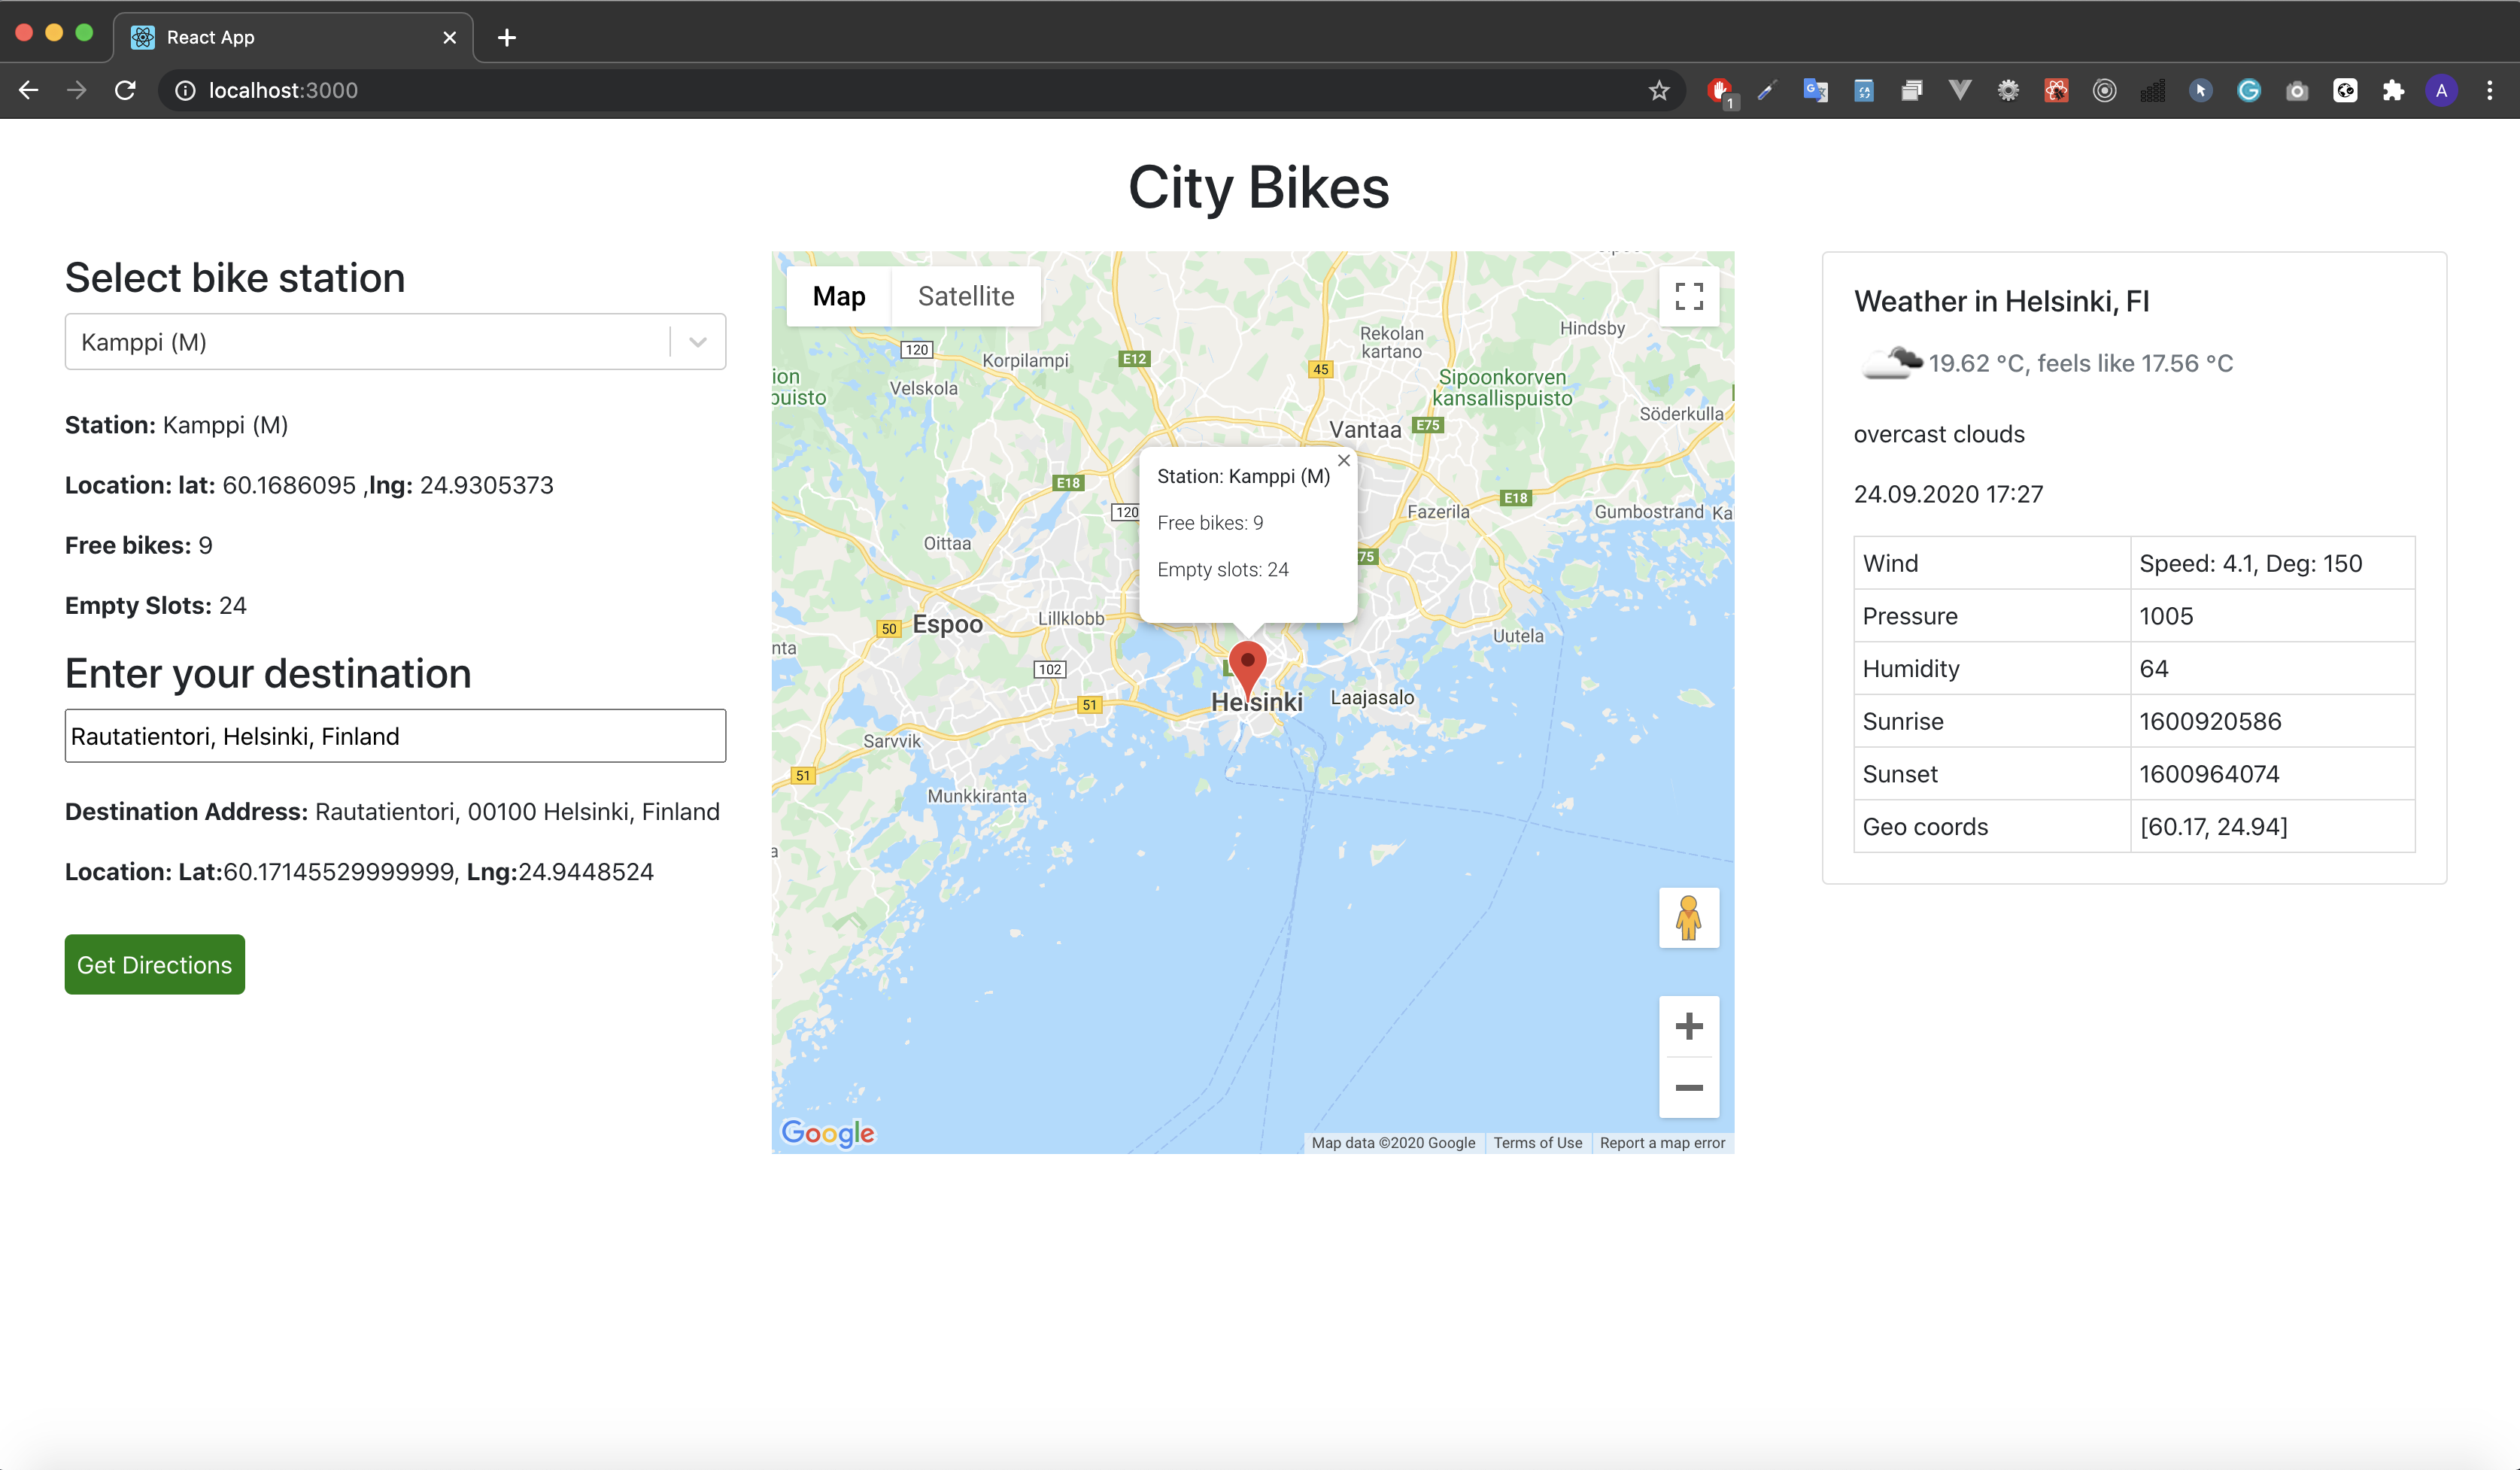 React App
localhost:3000
1
A
City Bikes
Select bike station
Kamppi (M)
Station: Kamppi (M)
Location: lat: 60.1686095 ,lng: 24.9305373
Free bikes: 9
Empty Slots: 24
Enter your destination
Rautatientori, Helsinki, Finland
Destination Address: Rautatientori, 00100 Helsinki, Finland
Location: Lat:60.17145529999999, Lng:24.9448524
Get Directions
Map
Satellite
Hindsby
Rekolan
kartano
120
Korpilampi
E12
45
Velskola
Sipoonkorven
kansallispuisto
ion
puisto
Söderkulla
Vantaa
E75
E18
E18
120
Fazerila
Gumbostrand
Ka
Oittaa
75
Station: Kamppi (M)
Free bikes: 9
Empty slots: 24
50
Espoo
Lillklobb
Uutela
nta
102
Helsinki
Laajasalo
51
Sarvvik
51
Munkkiranta
a
Google
Map data ©2020 Google
Terms of Use
Report a map error
Weather in Helsinki, FI
19.62 °C, feels like 17.56 °C
overcast clouds
24.09.2020 17:27
Wind Speed: 4.1, Deg: 150
Pressure 1005
Humidity 64
Sunrise 1600920586
Sunset 1600964074
Geo coords [60.17, 24.94]